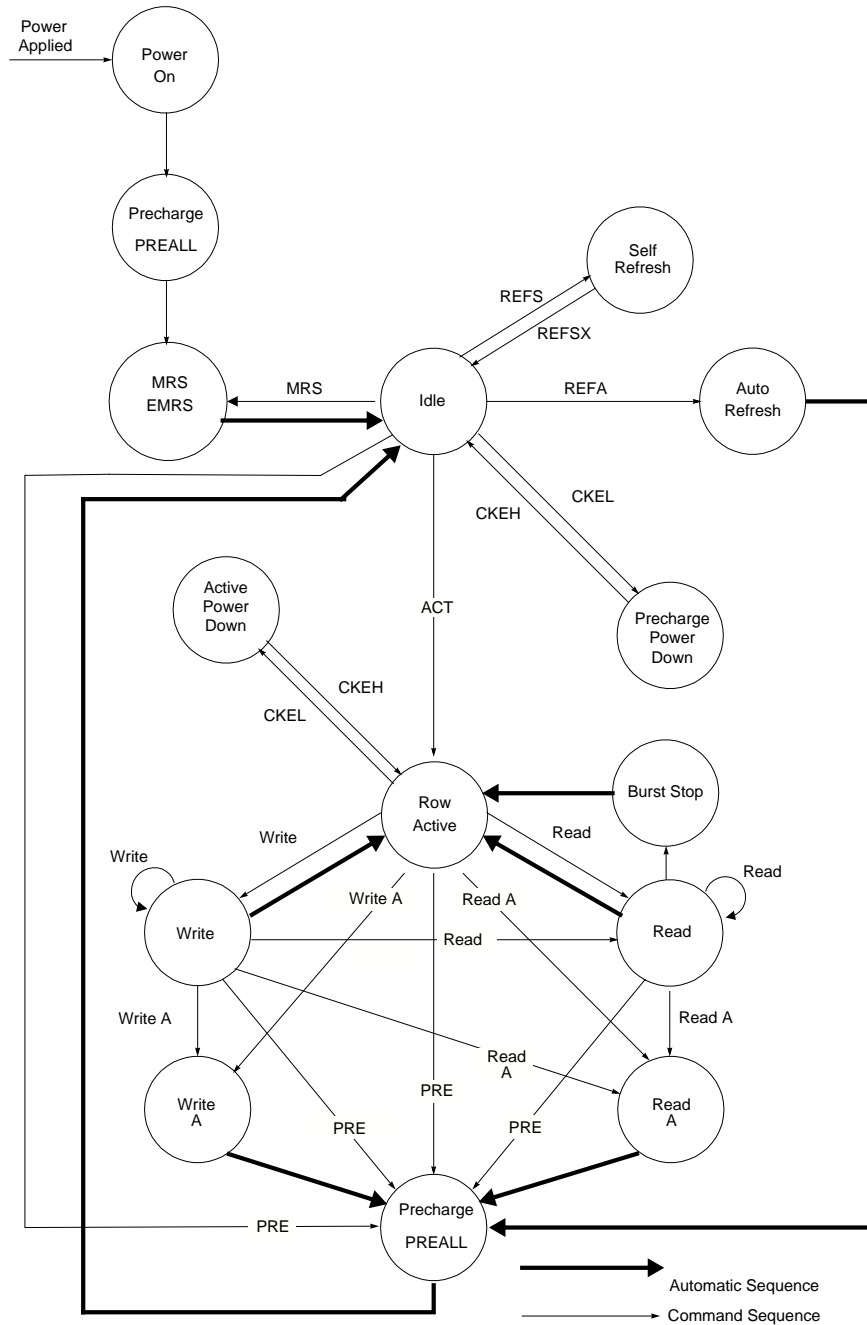 Power
Applied
Power
On
Precharge
PREALL
Self
Refresh
REFS
REFSX
MRS
EMRS
MRS
Idle
REFA
Auto
Refresh
CKEL
CKEH
Active
Power
Down
ACT
Precharge
Power
Down
CKEH
CKEL
Burst Stop
Row
Active
Write
Read
Write
Read
Write A
Read A
Write
Read
Read
Write A
Read A
Read
A
Write
A
PRE
Read
A
PRE
PRE
Precharge
PREALL
PRE
Automatic Sequence
Command Sequence